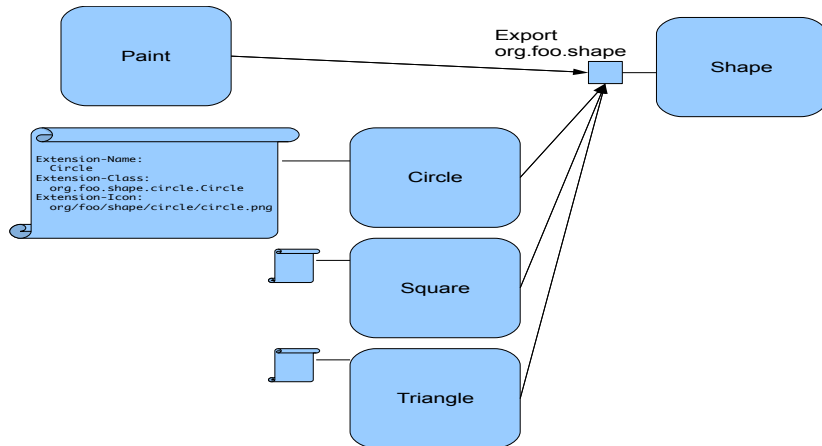 Paint
Export
org.foo.shape
Shape
Extension-Name:
Circle
Extension-Class:
org.foo.shape.circle.Circle
Extension-Icon:
org/foo/shape/circle/circle.png
Circle
Square
Triangle